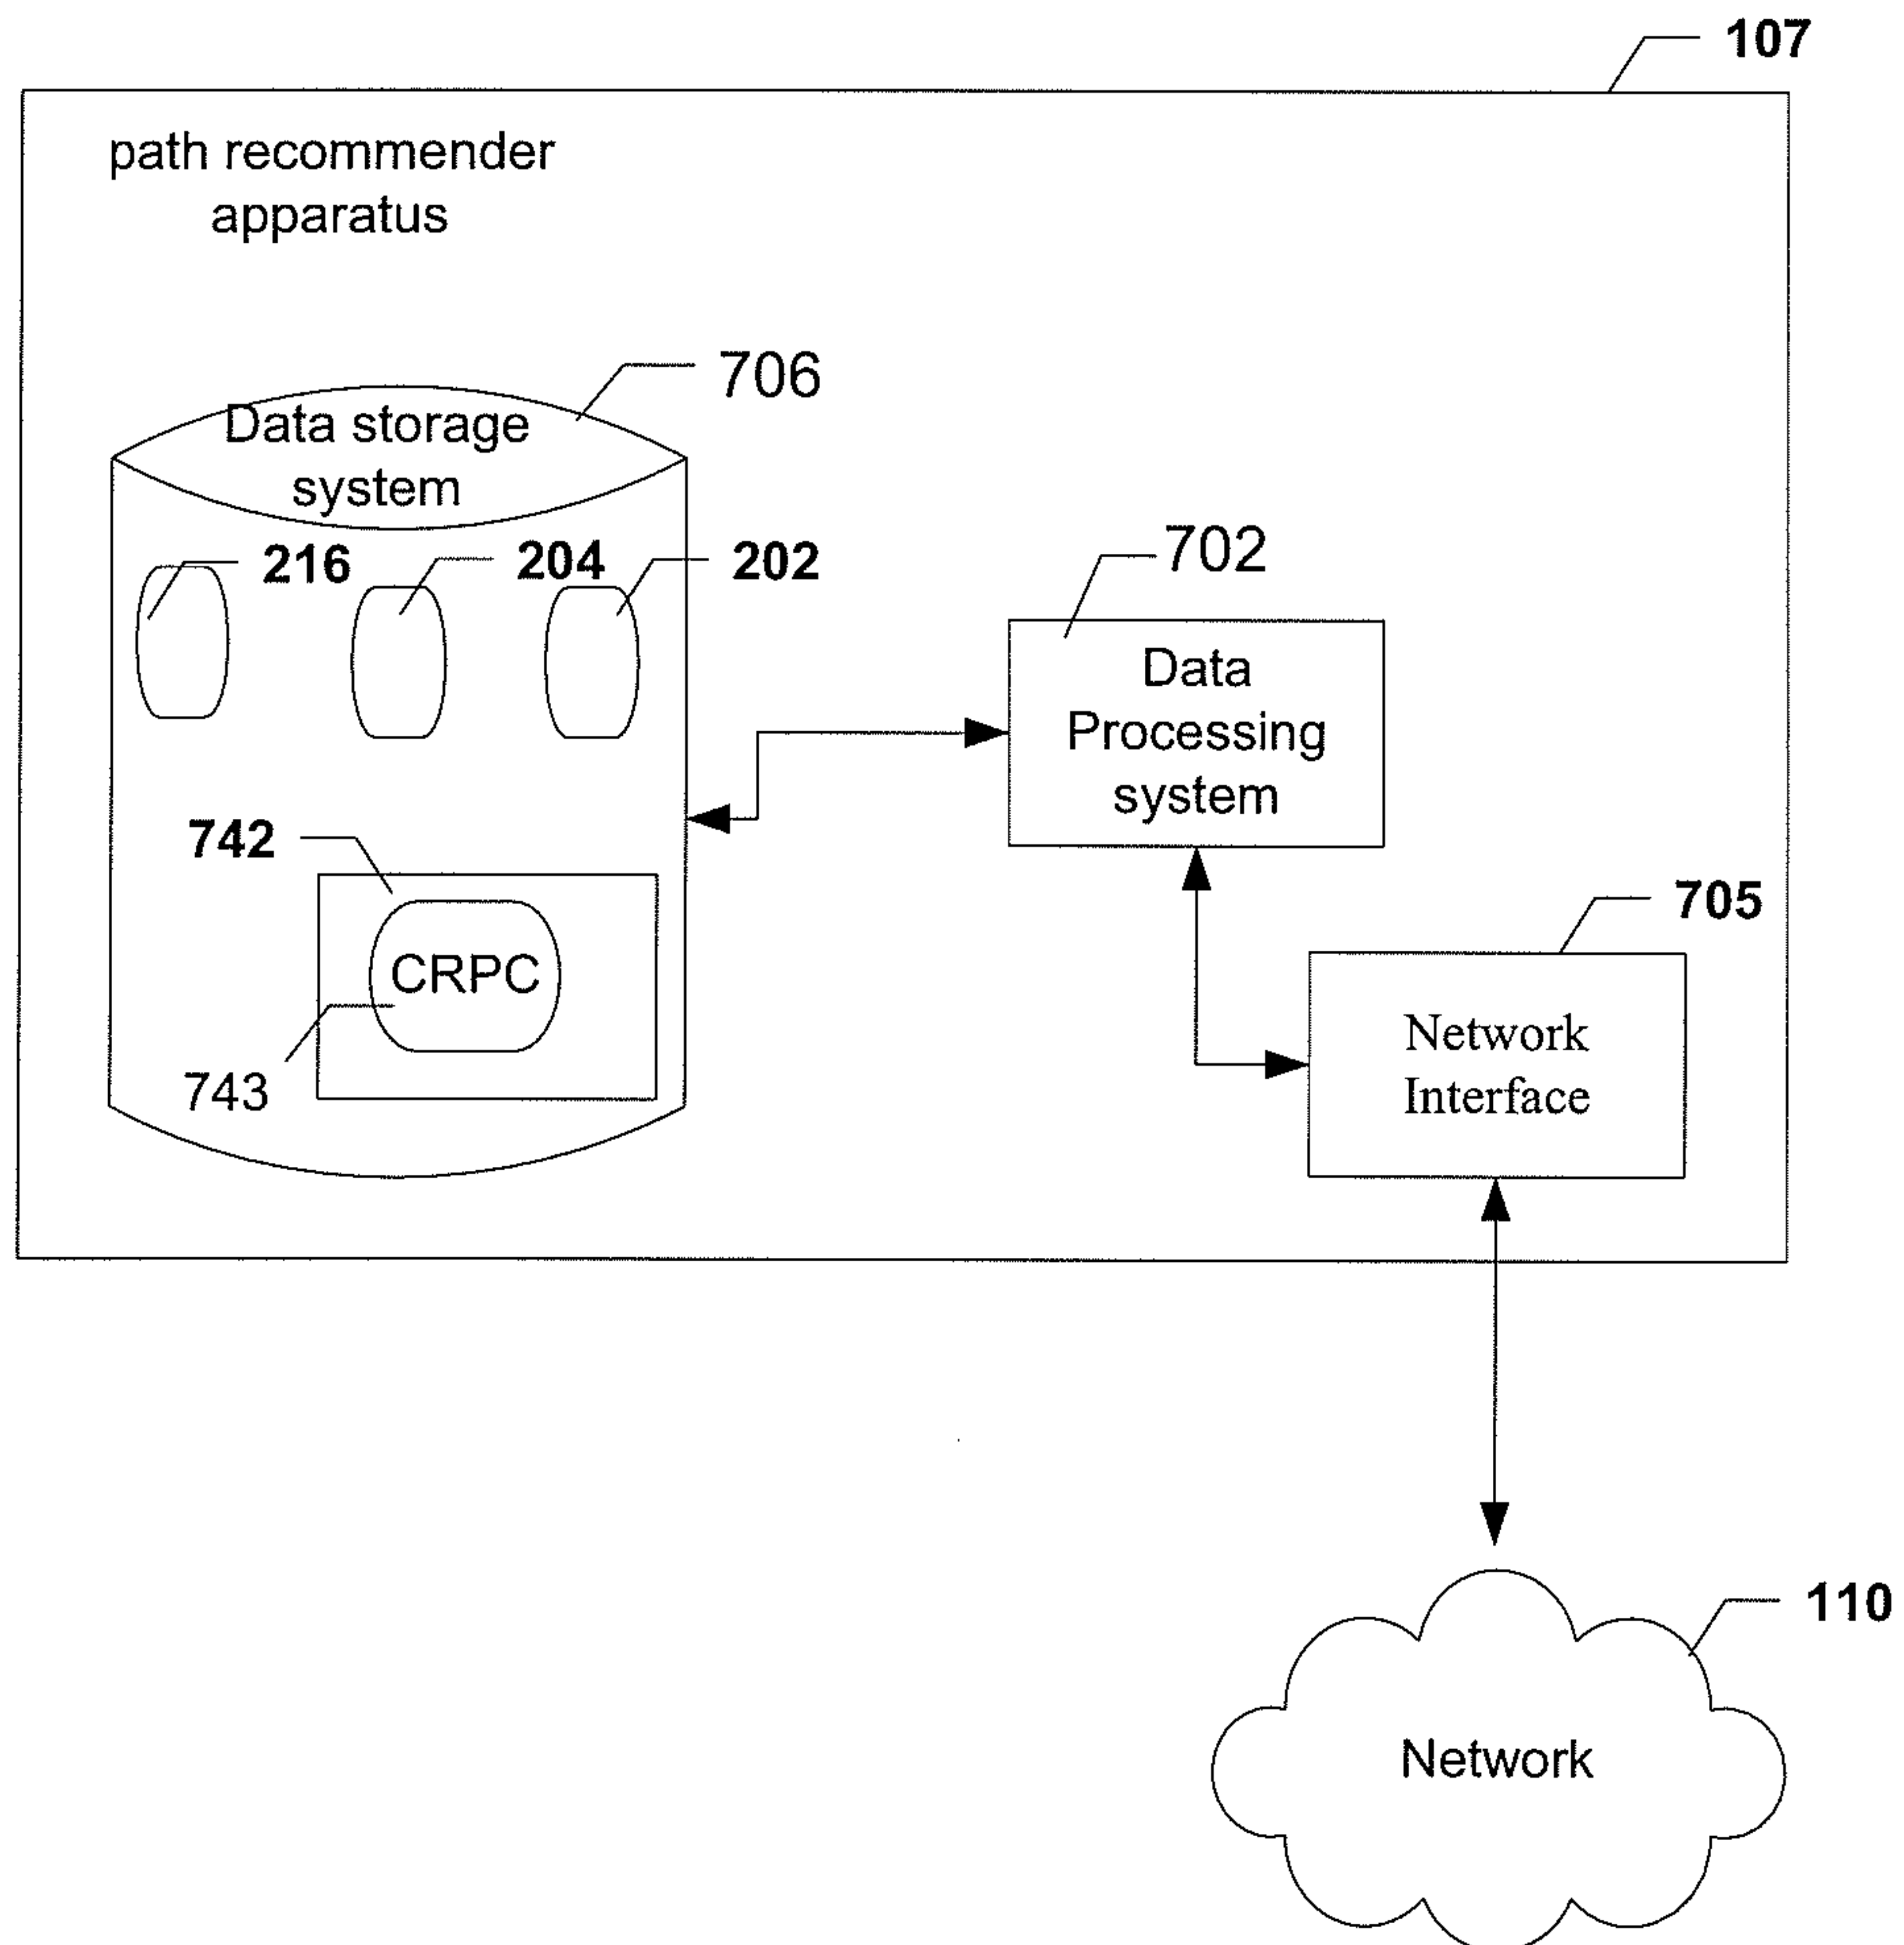 107
path recommender
apparatus
706
Data storage
system
216
204
202
702
Data
Processing
system
742
CRPC
743
705
Network
Interface
110
Network